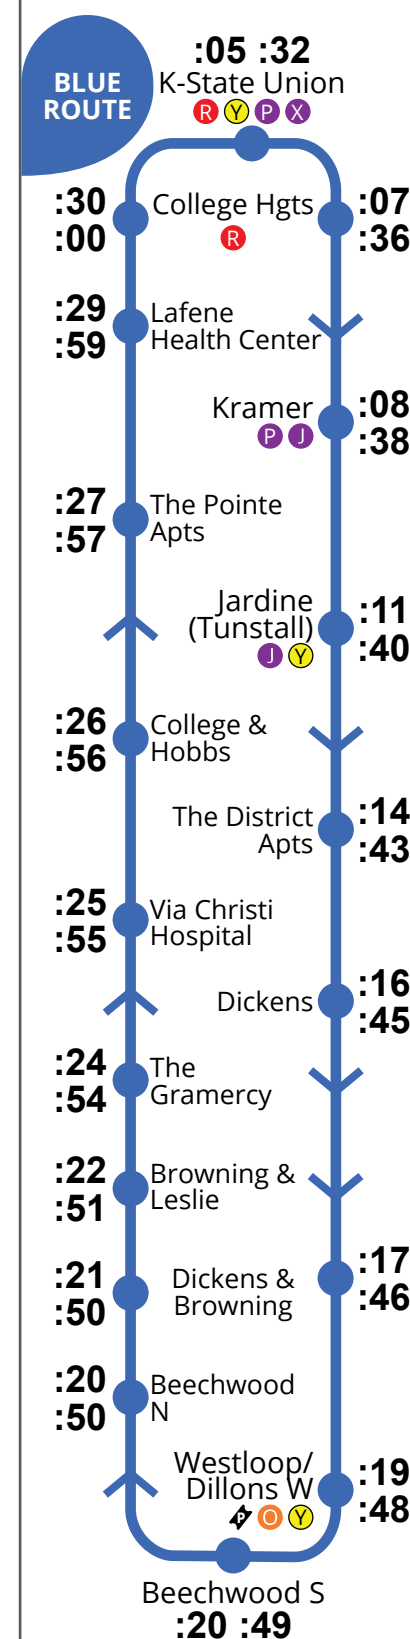 :05 :32
BLUE
ROUTE
K-State Union
R Y P X
:30
:00
College Hgts
R
:07
:36
:29
:59
Lafene
Health Center
Kramer
P J
:08
:38
:27
:57
The Pointe
Apts
Jardine
(Tunstall)
J Y
:11
:40
:26
:56
College &
Hobbs
The District
Apts
:14
:43
:25
:55
Via Christi
Hospital
Dickens
:16
:45
:24
:54
The
Gramercy
:22
:51
Browning &
Leslie
:21
:50
Dickens &
Browning
:17
:46
:20
:50
Beechwood
N
Westloop/
Dillons W
P O Y
:19
:48
Beechwood S
:20 :49